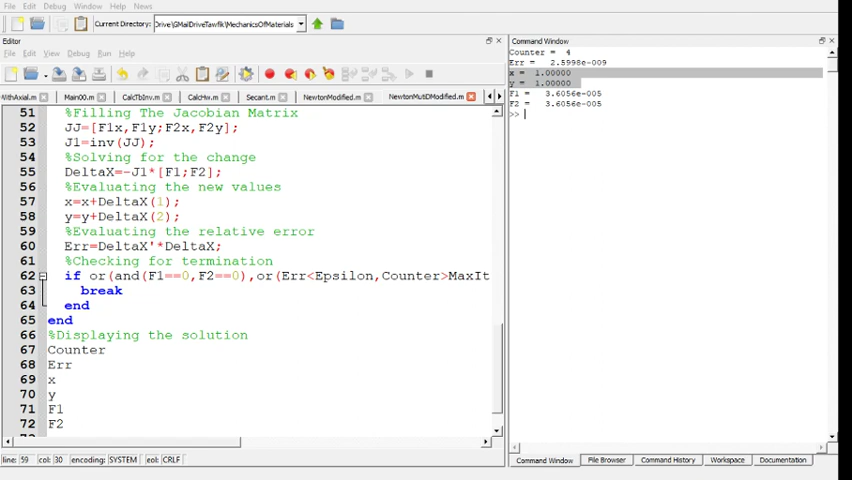 File Edit Debug Window Help News
Current Directory: Drive\GMailDriveTawfik\MechanicsOfMaterials
Editor
File Edit View Debug Run Help
WithAxial.m Main00.m CalcTbInv.m CalcHw.m Secant.m NewtonModified.m NewtonMutDModified.m
51 %Filling The Jacobian Matrix
52 JJ=[F1x,F1y;F2x,F2y];
53 J1=inv(JJ);
54 %Solving for the change
55 DeltaX=-J1*[F1;F2];
56 %Evaluating the new values
57 x=x+DeltaX(1);
58 y=y+DeltaX(2);
59 %Evaluating the relative error
60 Err=DeltaX'*DeltaX;
61 %Checking for termination
62 if or(and(F1==0,F2==0),or(Err<Epsilon,Counter>MaxIt
63 break
64 end
65 end
66 %Displaying the solution
67 Counter
68 Err
69 x
70 y
71 F1
72 F2
line: 59 col: 30 encoding: SYSTEM eol: CRLF
Command Window
Counter = 4
Err = 2.5998e-009
x = 1.00000
y = 1.00000
F1 = 3.6056e-005
F2 = 3.6056e-005
>>
Command Window File Browser Command History Workspace Documentation